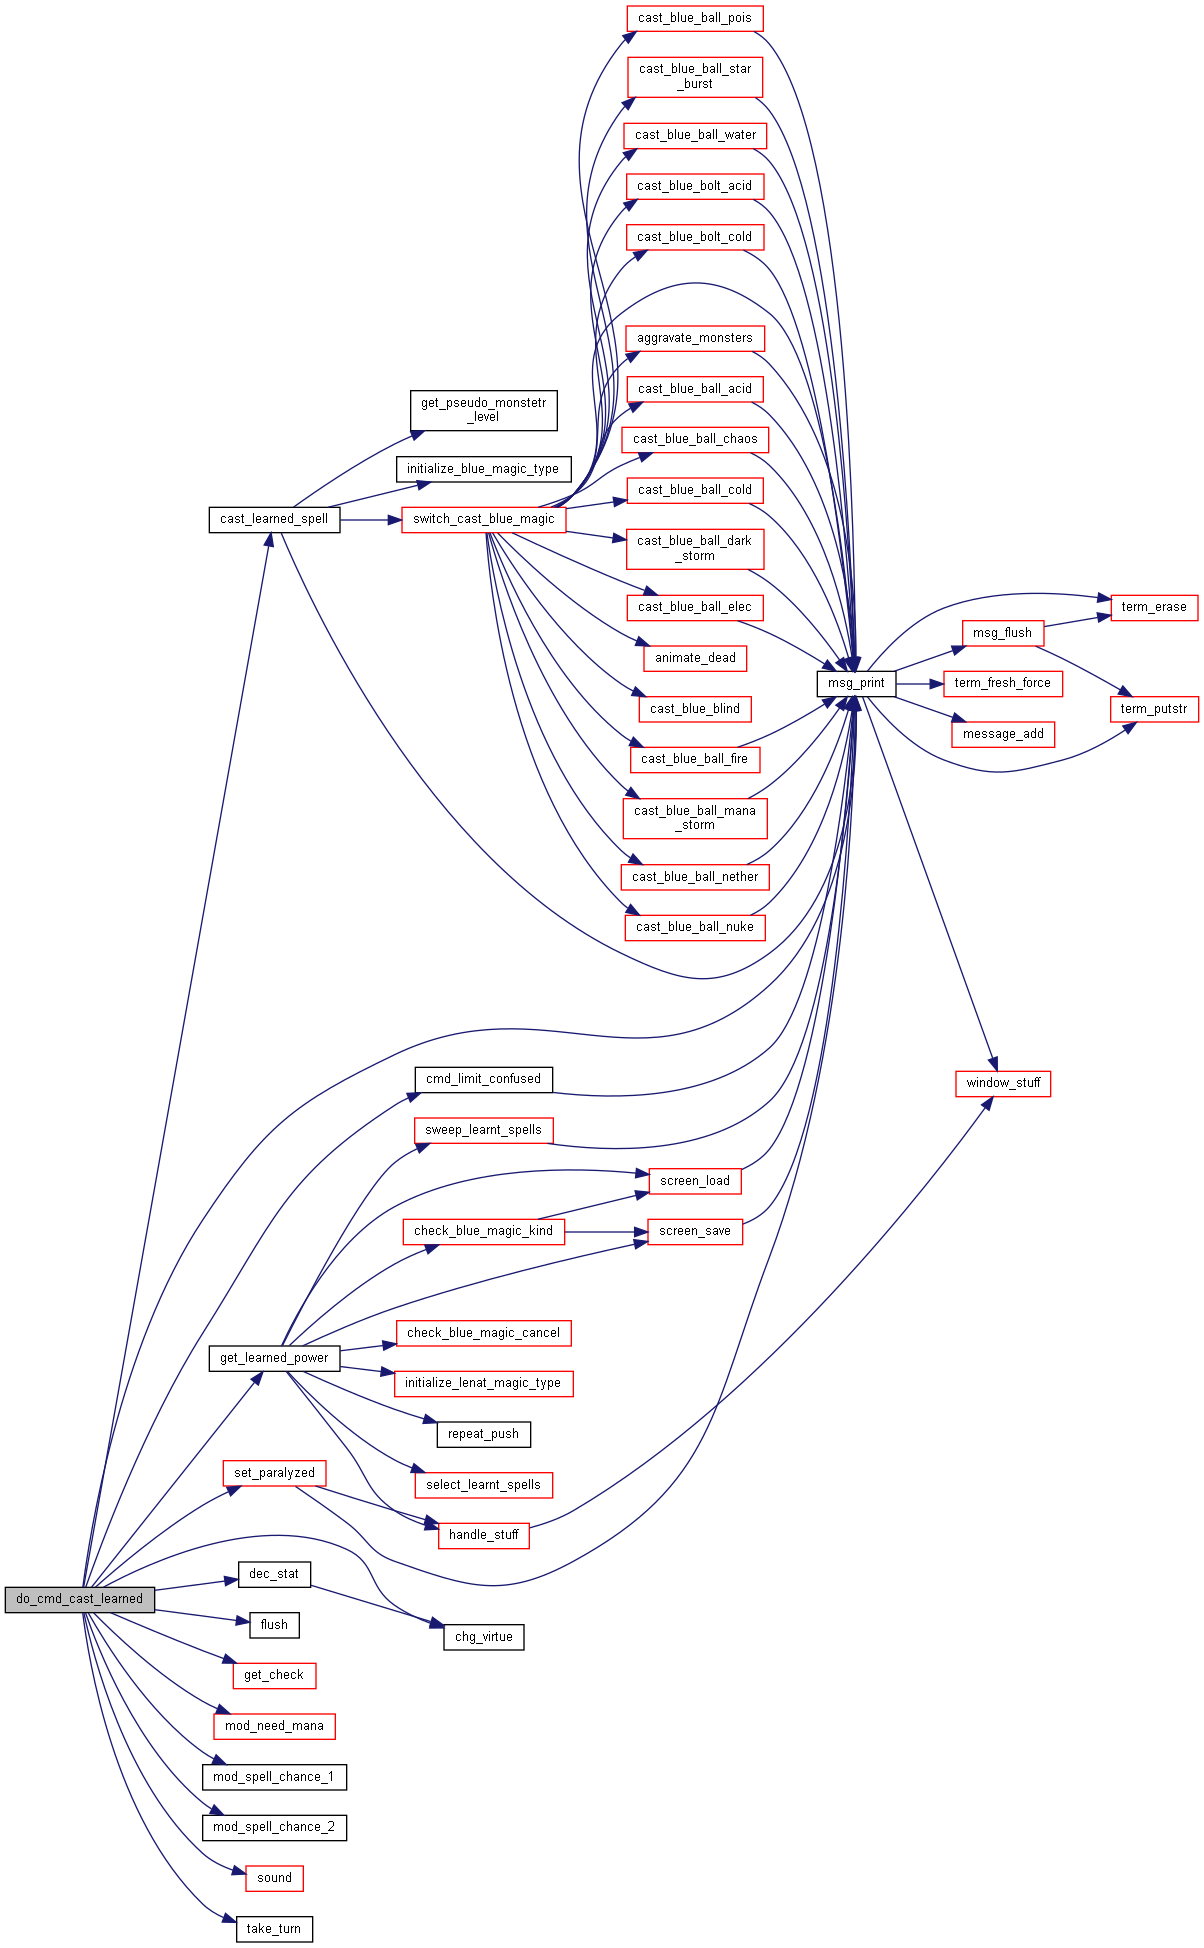 cast_blue_ball_pois
cast_blue_ball_star
_burst
cast_blue_ball_water
cast_blue_bolt_acid
cast_blue_bolt_cold
aggravate_monsters
cast_blue_ball_acid
get_pseudo_monstetr
_level
cast_blue_ball_chaos
initialize_blue_magic_type
cast_blue_ball_cold
cast_learned_spell
switch_cast_blue_magic
cast_blue_ball_dark
_storm
cast_blue_ball_elec
term_erase
msg_flush
animate_dead
msg_print
term_fresh_force
cast_blue_blind
term_putstr
message_add
cast_blue_ball_fire
cast_blue_ball_mana
_storm
cast_blue_ball_nether
cast_blue_ball_nuke
cmd_limit_confused
window_stuff
sweep_learnt_spells
screen_load
check_blue_magic_kind
screen_save
check_blue_magic_cancel
get_learned_power
initialize_lenat_magic_type
repeat_push
set_paralyzed
select_learnt_spells
handle_stuff
dec_stat
do_cmd_cast_learned
flush
chg_virtue
get_check
mod_need_mana
mod_spell_chance_1
mod_spell_chance_2
sound
take_turn